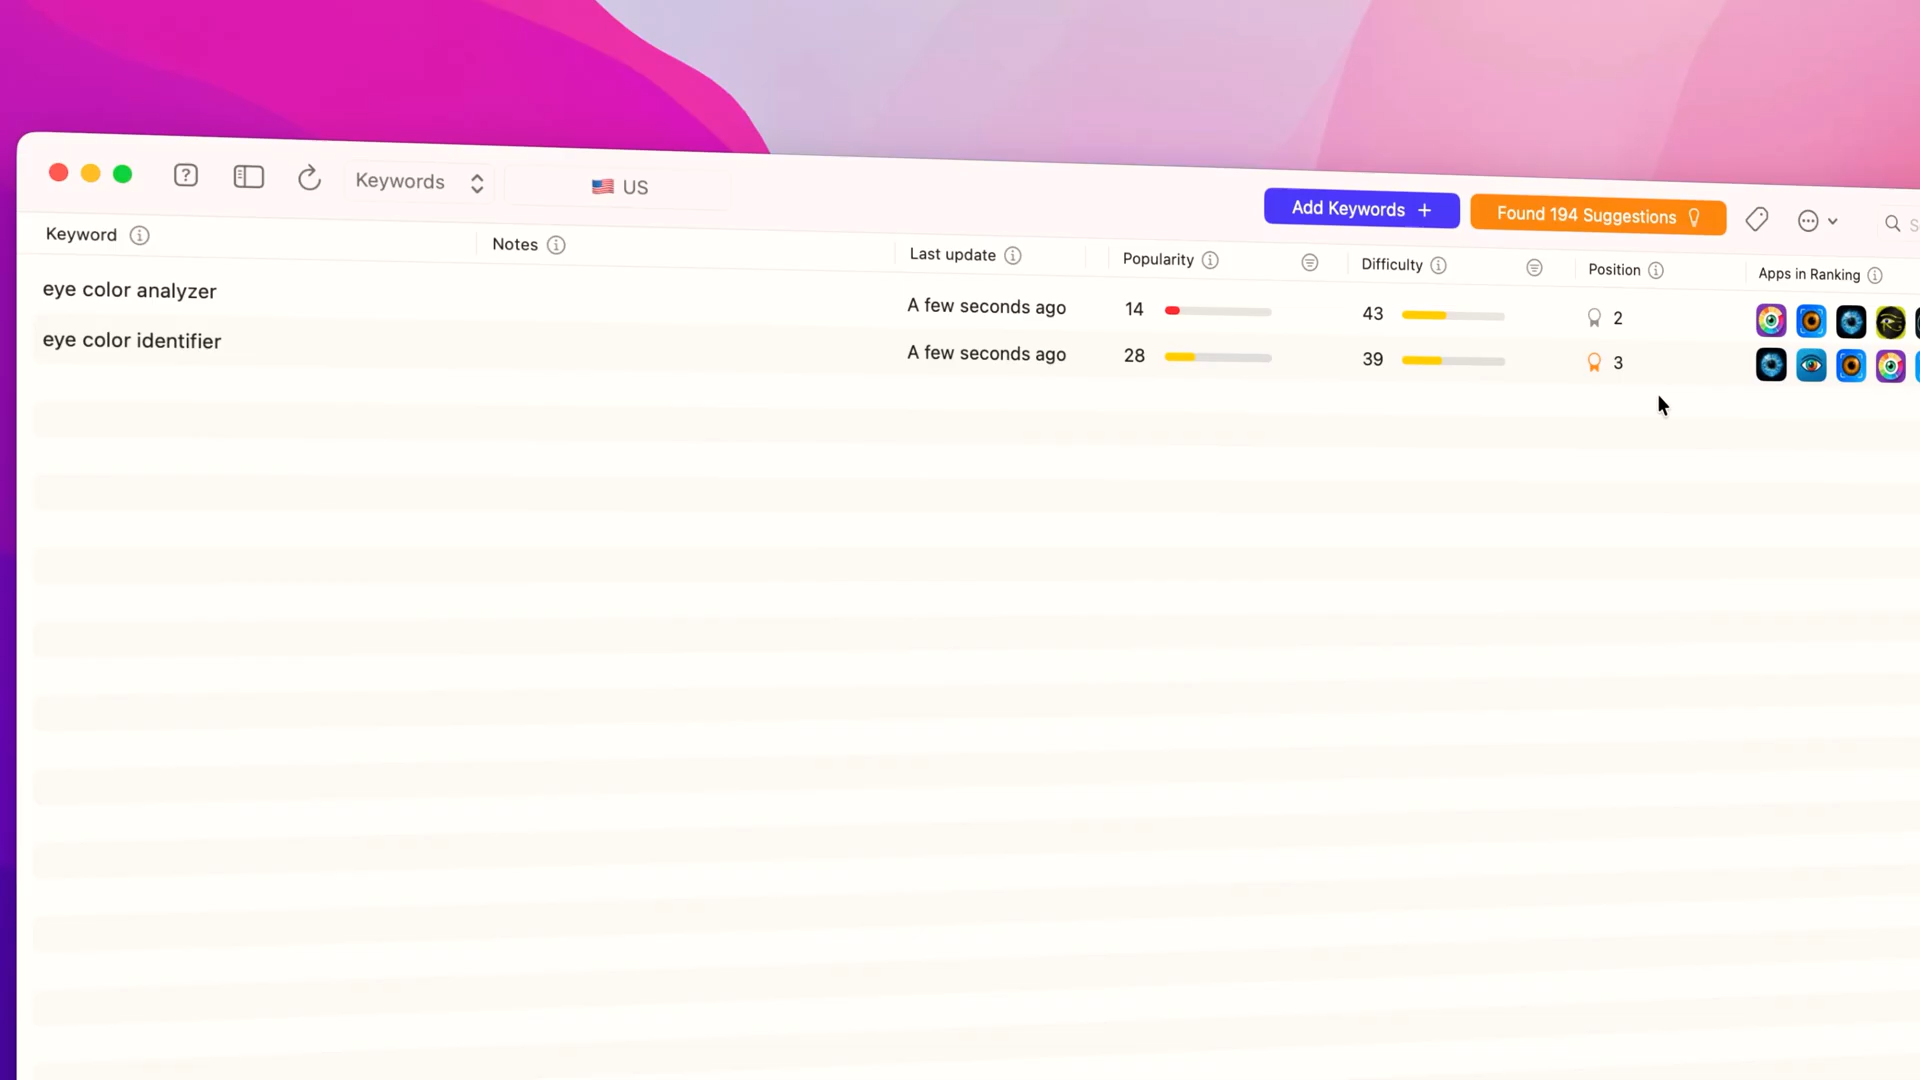 Keywords
🇺🇸 US
Add Keywords +
Found 194 Suggestions
Keyword Notes Last update Popularity Difficulty Position Apps in Ranking
eye color analyzer A few seconds ago 14 43 2
eye color identifier A few seconds ago 28 39 3